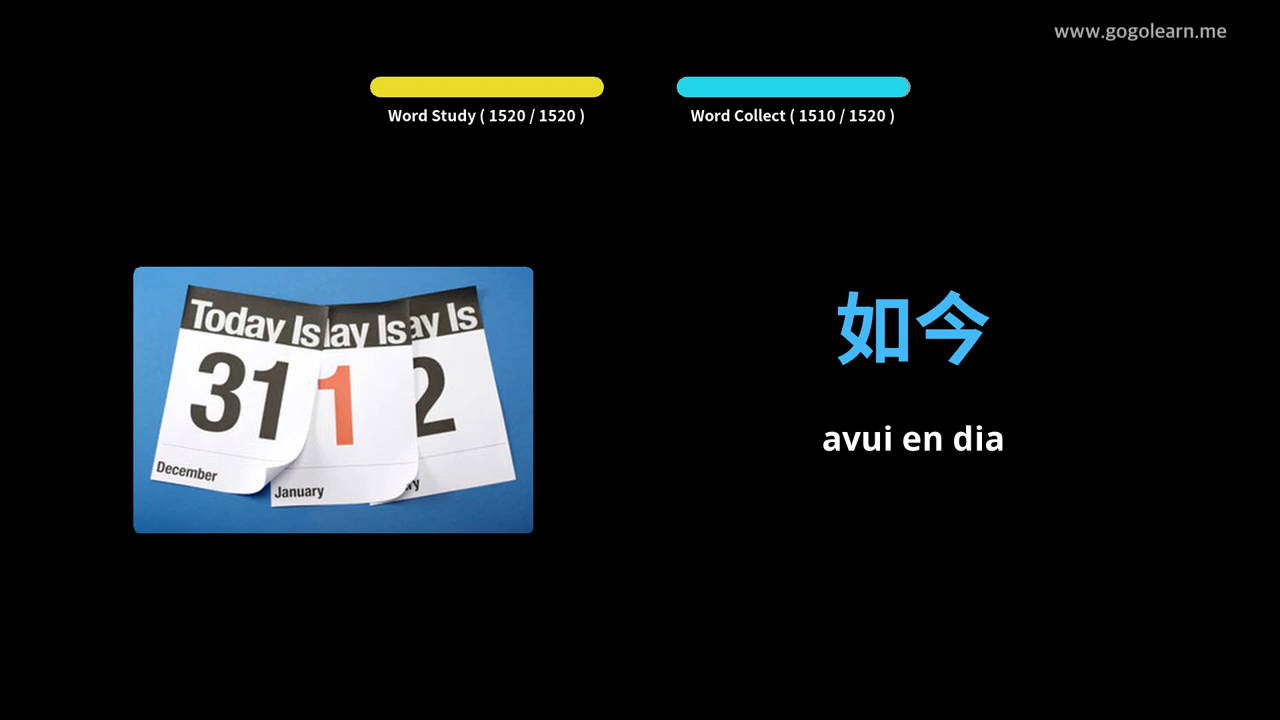 www.gogolearn.me
Word Study ( 1520 / 1520 )
Word Collect ( 1510 / 1520 )
Today Is
31
December
ay Is
1
January
ay Is
2
ry
如今
avui en dia